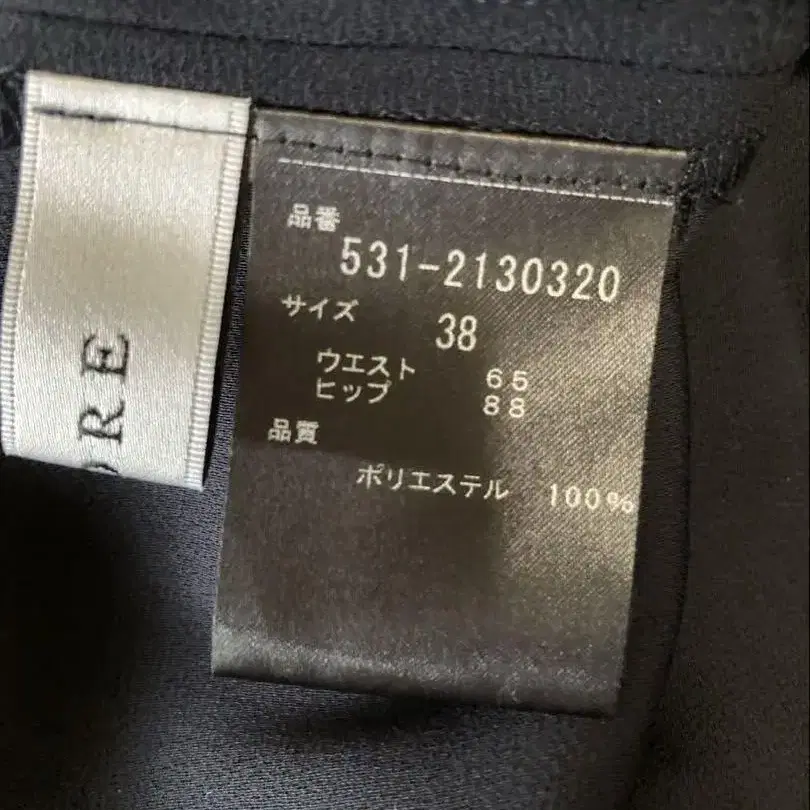 ORE
品番
531-2130320
サイズ 38
ウエスト 65
ヒップ 88
品質
ポリエステル 100%